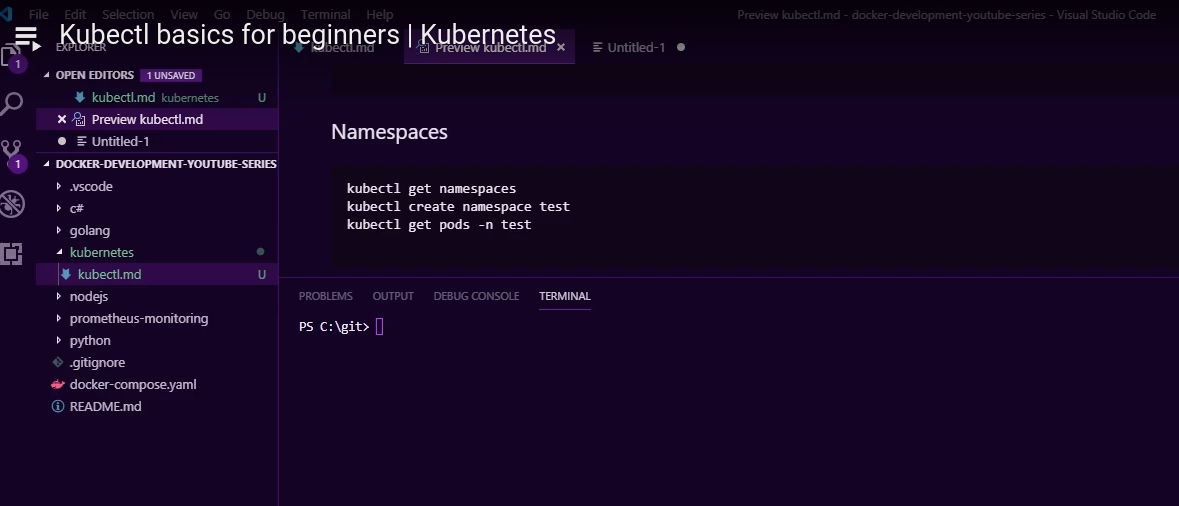 File Edit Selection View Go Debug Terminal Help
Preview kubectl.md - docker-development-youtube-series - Visual Studio Code
Kubectl basics for beginners | Kubernetes
EXPLORER
kubectl.md
Preview kubectl.md ×
Untitled-1
1
OPEN EDITORS 1 UNSAVED
kubectl.md kubernetes U
Preview kubectl.md
Untitled-1
1
DOCKER-DEVELOPMENT-YOUTUBE-SERIES
.vscode
c#
golang
kubernetes
kubectl.md U
nodejs
prometheus-monitoring
python
.gitignore
docker-compose.yaml
README.md
Namespaces
kubectl get namespaces
kubectl create namespace test
kubectl get pods -n test
PROBLEMS OUTPUT DEBUG CONSOLE TERMINAL
PS C:\git>